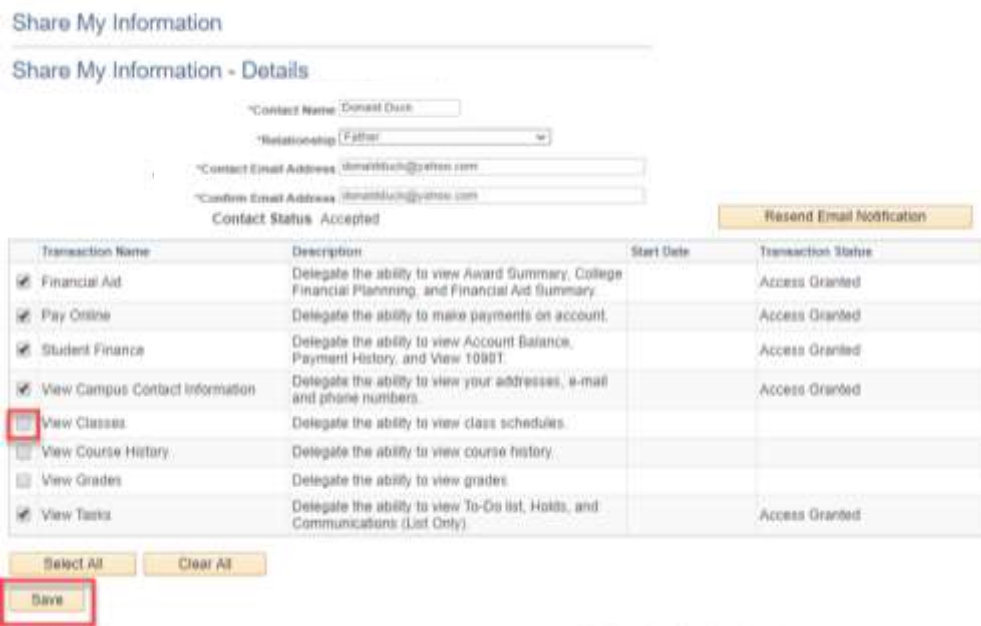 Share My Information
Share My Information - Details
*Contact Name Donald Duck
*Relationship Father
*Contact Email Address donaldduck@yahoo.com
*Confirm Email Address donaldduck@yahoo.com
Contact Status Accepted
Resend Email Notification
Transaction Name Description Start Date Transaction Status
Financial Aid Delegate the ability to view Award Summary, College Access Granted
Financial Plannning, and Financial Aid Summary.
Pay Online Delegate the ability to make payments on account. Access Granted
Student Finance Delegate the ability to view Account Balance, Access Granted
Payment History, and View 1098T.
View Campus Contact Information Delegate the ability to view your addresses, e-mail Access Granted
and phone numbers.
View Classes Delegate the ability to view class schedules.
View Course History Delegate the ability to view course history.
View Grades Delegate the ability to view grades
View Tasks Delegate the ability to view To-Do list, Holds, and Access Granted
Communications (List Only)
Select All Clear All
Save